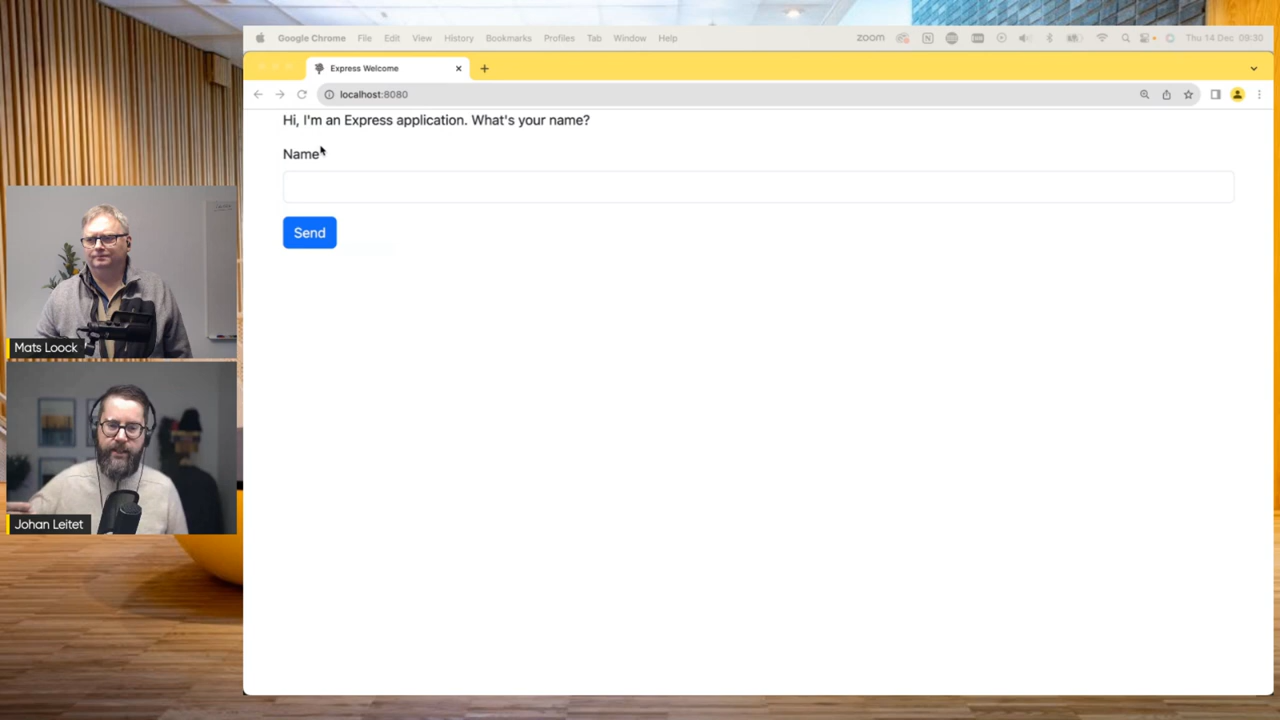 Google Chrome File Edit View History Bookmarks Profiles Tab Window Help zoom Thu 14 Dec 09:30
Express Welcome
localhost:8080
Hi, I'm an Express application. What's your name?
Name
Send
Mats Loock
Johan Leitet